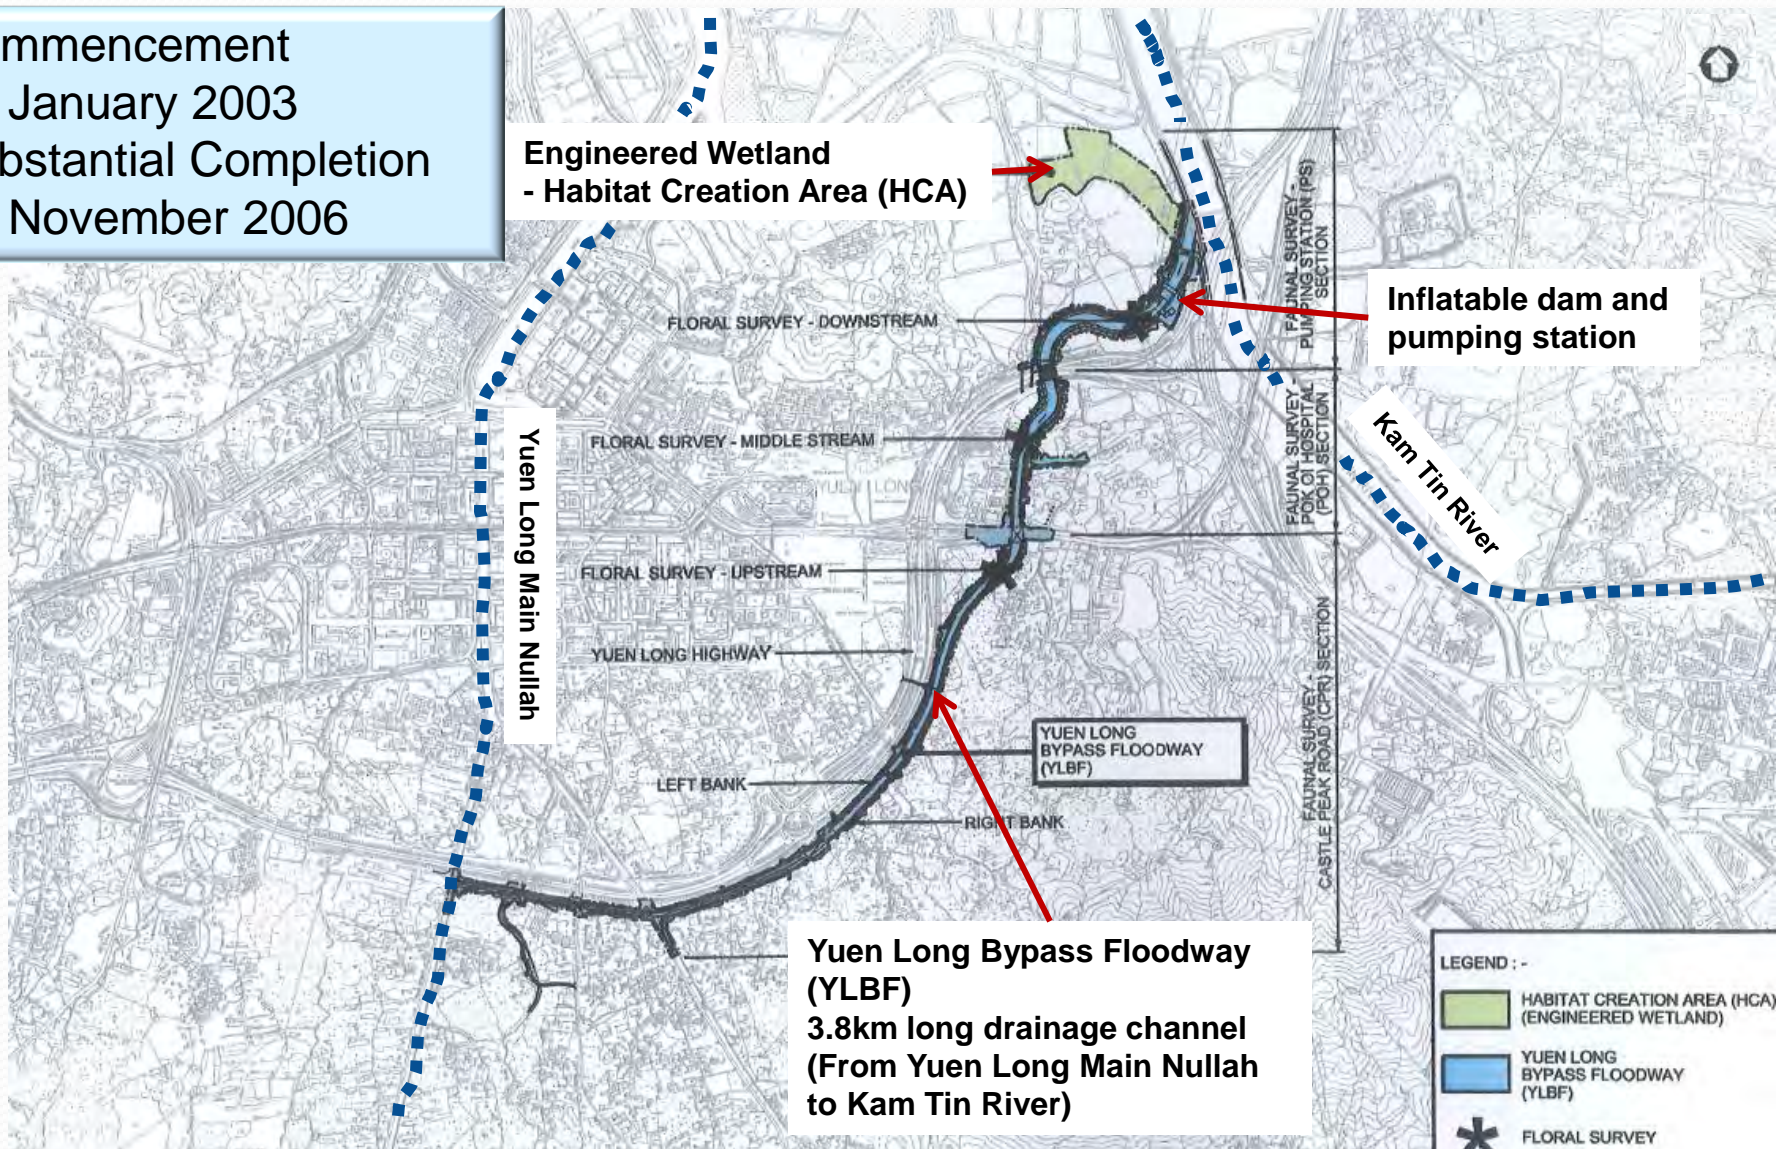 mmencement
January 2003
bstantial Completion
November 2006
Engineered Wetland
- Habitat Creation Area (HCA)
Inflatable dam and
pumping station
FLORAL SURVEY - DOWNSTREAM
FLORAL SURVEY - MIDDLE STREAM
FLORAL SURVEY - UPSTREAM
YUEN LONG HIGHWAY
LEFT BANK
RIGHT BANK
YUEN LONG
BYPASS FLOODWAY
(YLBF)
FAUNAL SURVEY -
PUMPING STATION (PS)
SECTION
FAUNAL SURVEY -
POK OI HOSPITAL
(POH) SECTION
FAUNAL SURVEY -
CASTLE PEAK ROAD (CPR) SECTION
Yuen Long Main Nullah
Kam Tin River
Yuen Long Bypass Floodway
(YLBF)
3.8km long drainage channel
(From Yuen Long Main Nullah
to Kam Tin River)
LEGEND : -
HABITAT CREATION AREA (HCA)
(ENGINEERED WETLAND)
YUEN LONG
BYPASS FLOODWAY
(YLBF)
FLORAL SURVEY